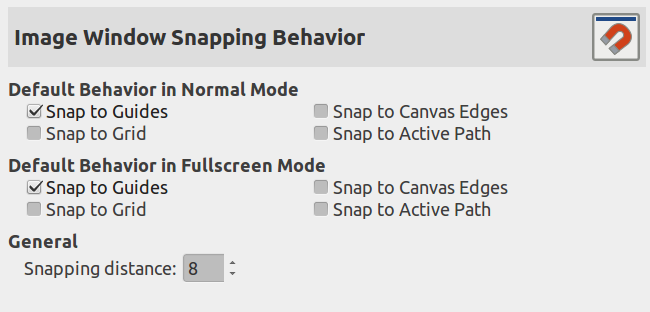 Image Window Snapping Behavior
Default Behavior in Normal Mode
Snap to Guides Snap to Canvas Edges
Snap to Grid Snap to Active Path
Default Behavior in Fullscreen Mode
Snap to Guides Snap to Canvas Edges
Snap to Grid Snap to Active Path
General
Snapping distance: 8